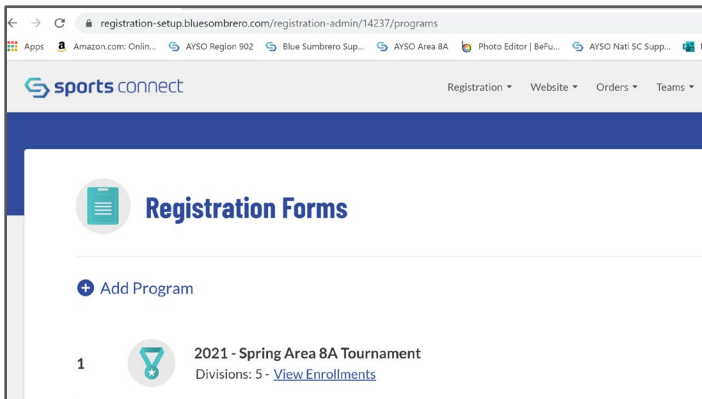 registration-setup.bluesombrero.com/registration-admin/14237/programs
Apps Amazon.com: Onlin... AYSO Region 902 Blue Sumbrero Sup... AYSO Area 8A Photo Editor | BeFu... AYSO Natl SC Supp...
sports connect Registration Website Orders Teams
Registration Forms
Add Program
1 2021 - Spring Area 8A Tournament
Divisions: 5 - View Enrollments